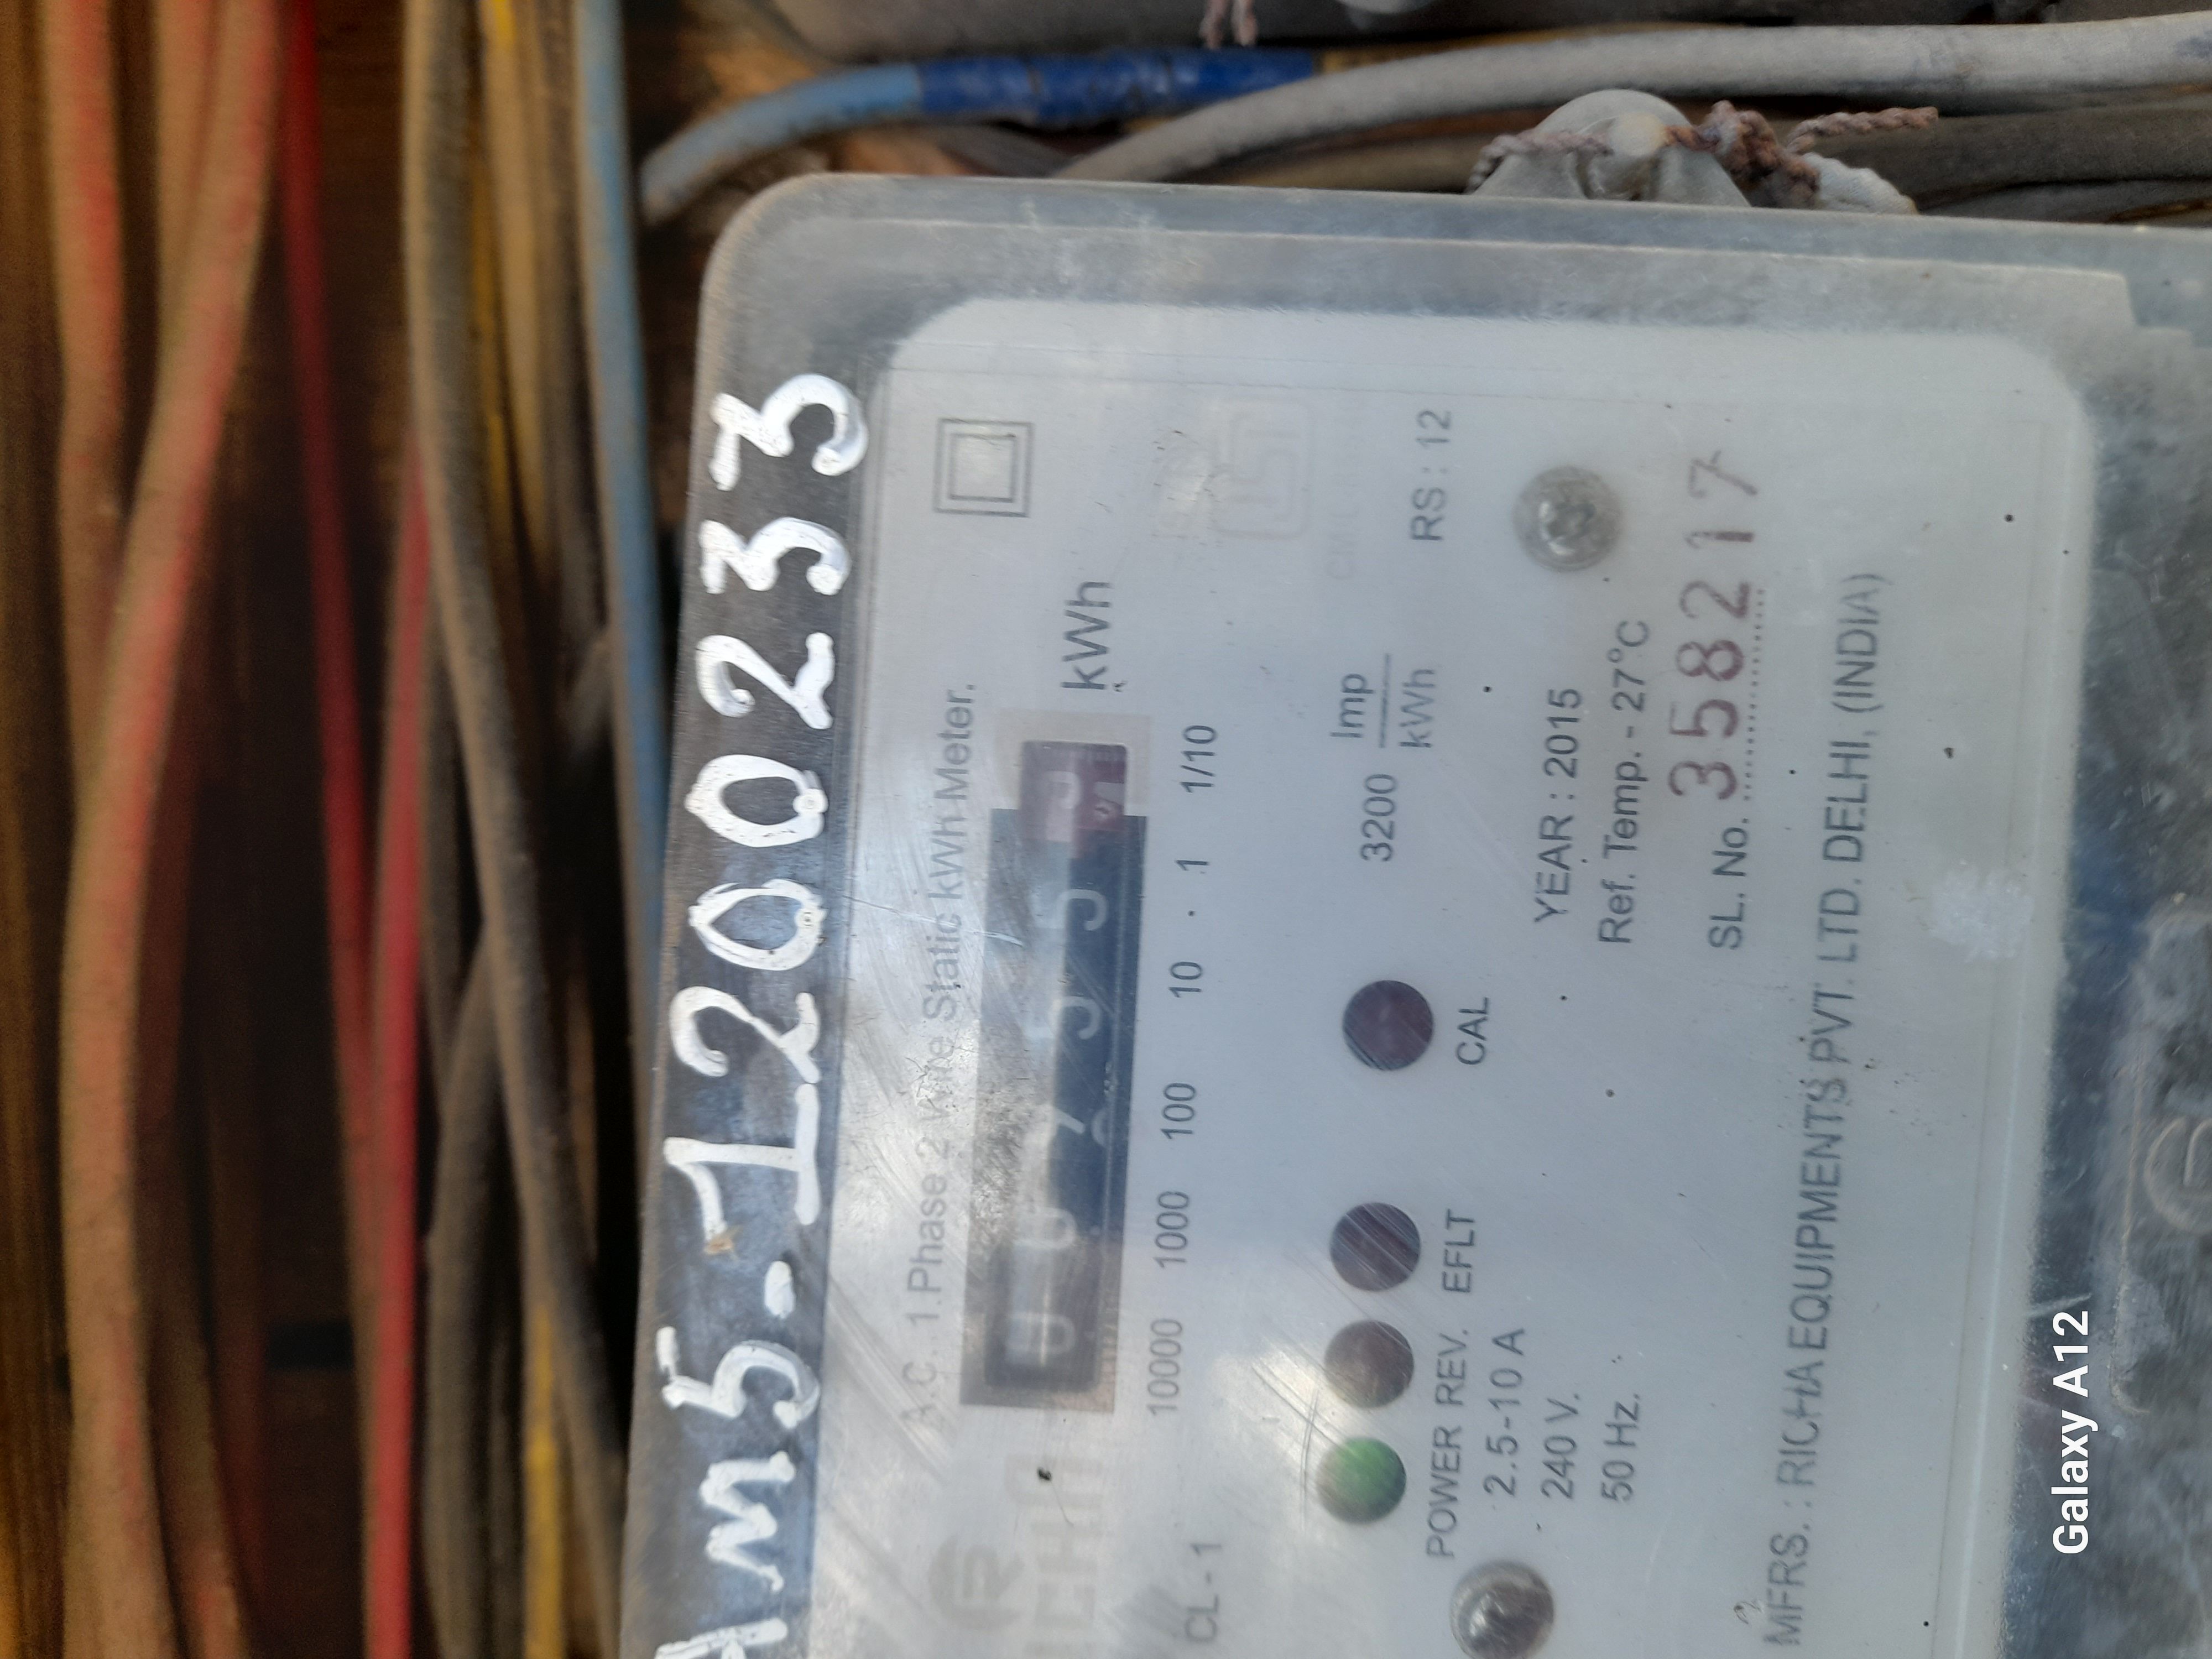 HM5-1200233
A.C. 1 Phase 2 Wire Static kWh Meter.
kWh
10000 1000 100 10 . 1 1/10
CL-1
3200 Imp
kWh
RS : 12
POWER REV. EFLT CAL
2.5-10 A
240 V.
50 Hz.
YEAR : 2015
Ref. Temp. - 27°C
SL. No. 358217
MFRS. : RICHA EQUIPMENTS PVT. LTD. DELHI, (INDIA)
Galaxy A12